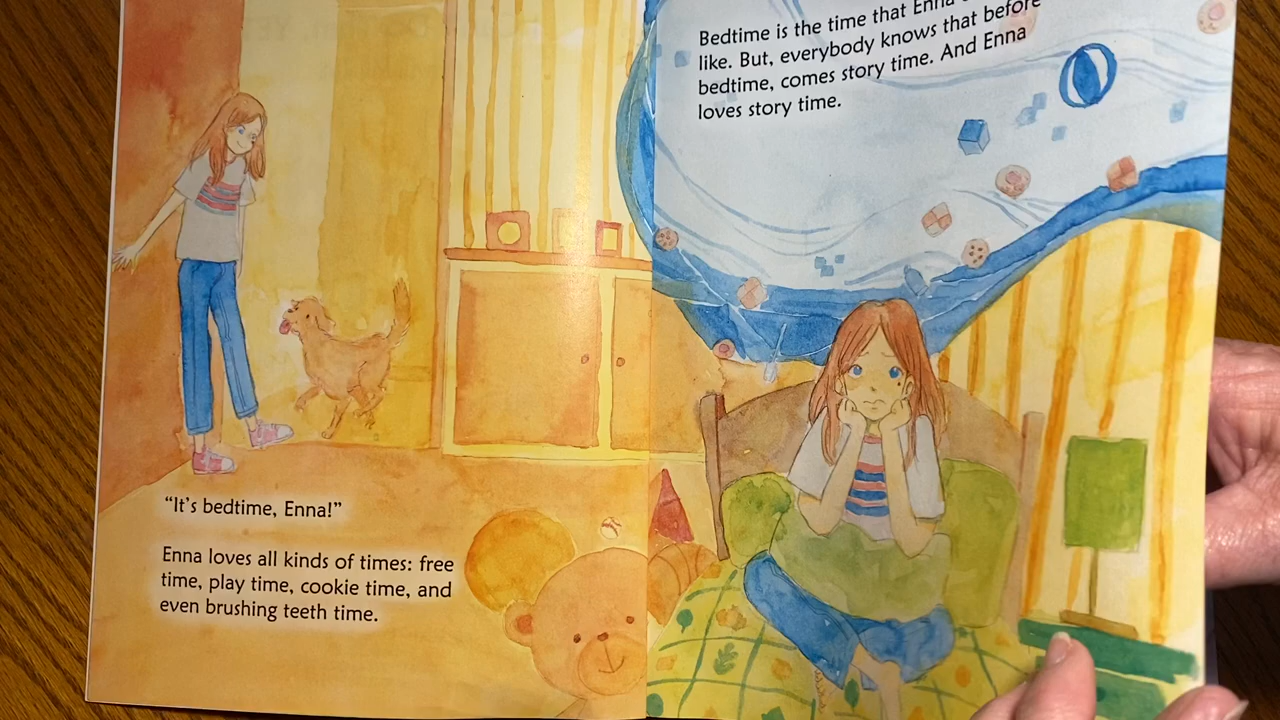 "It's bedtime, Enna!"
Enna loves all kinds of times: free
time, play time, cookie time, and
even brushing teeth time.
Bedtime is the time that Enna
like. But, everybody knows that before
bedtime, comes story time. And Enna
loves story time.